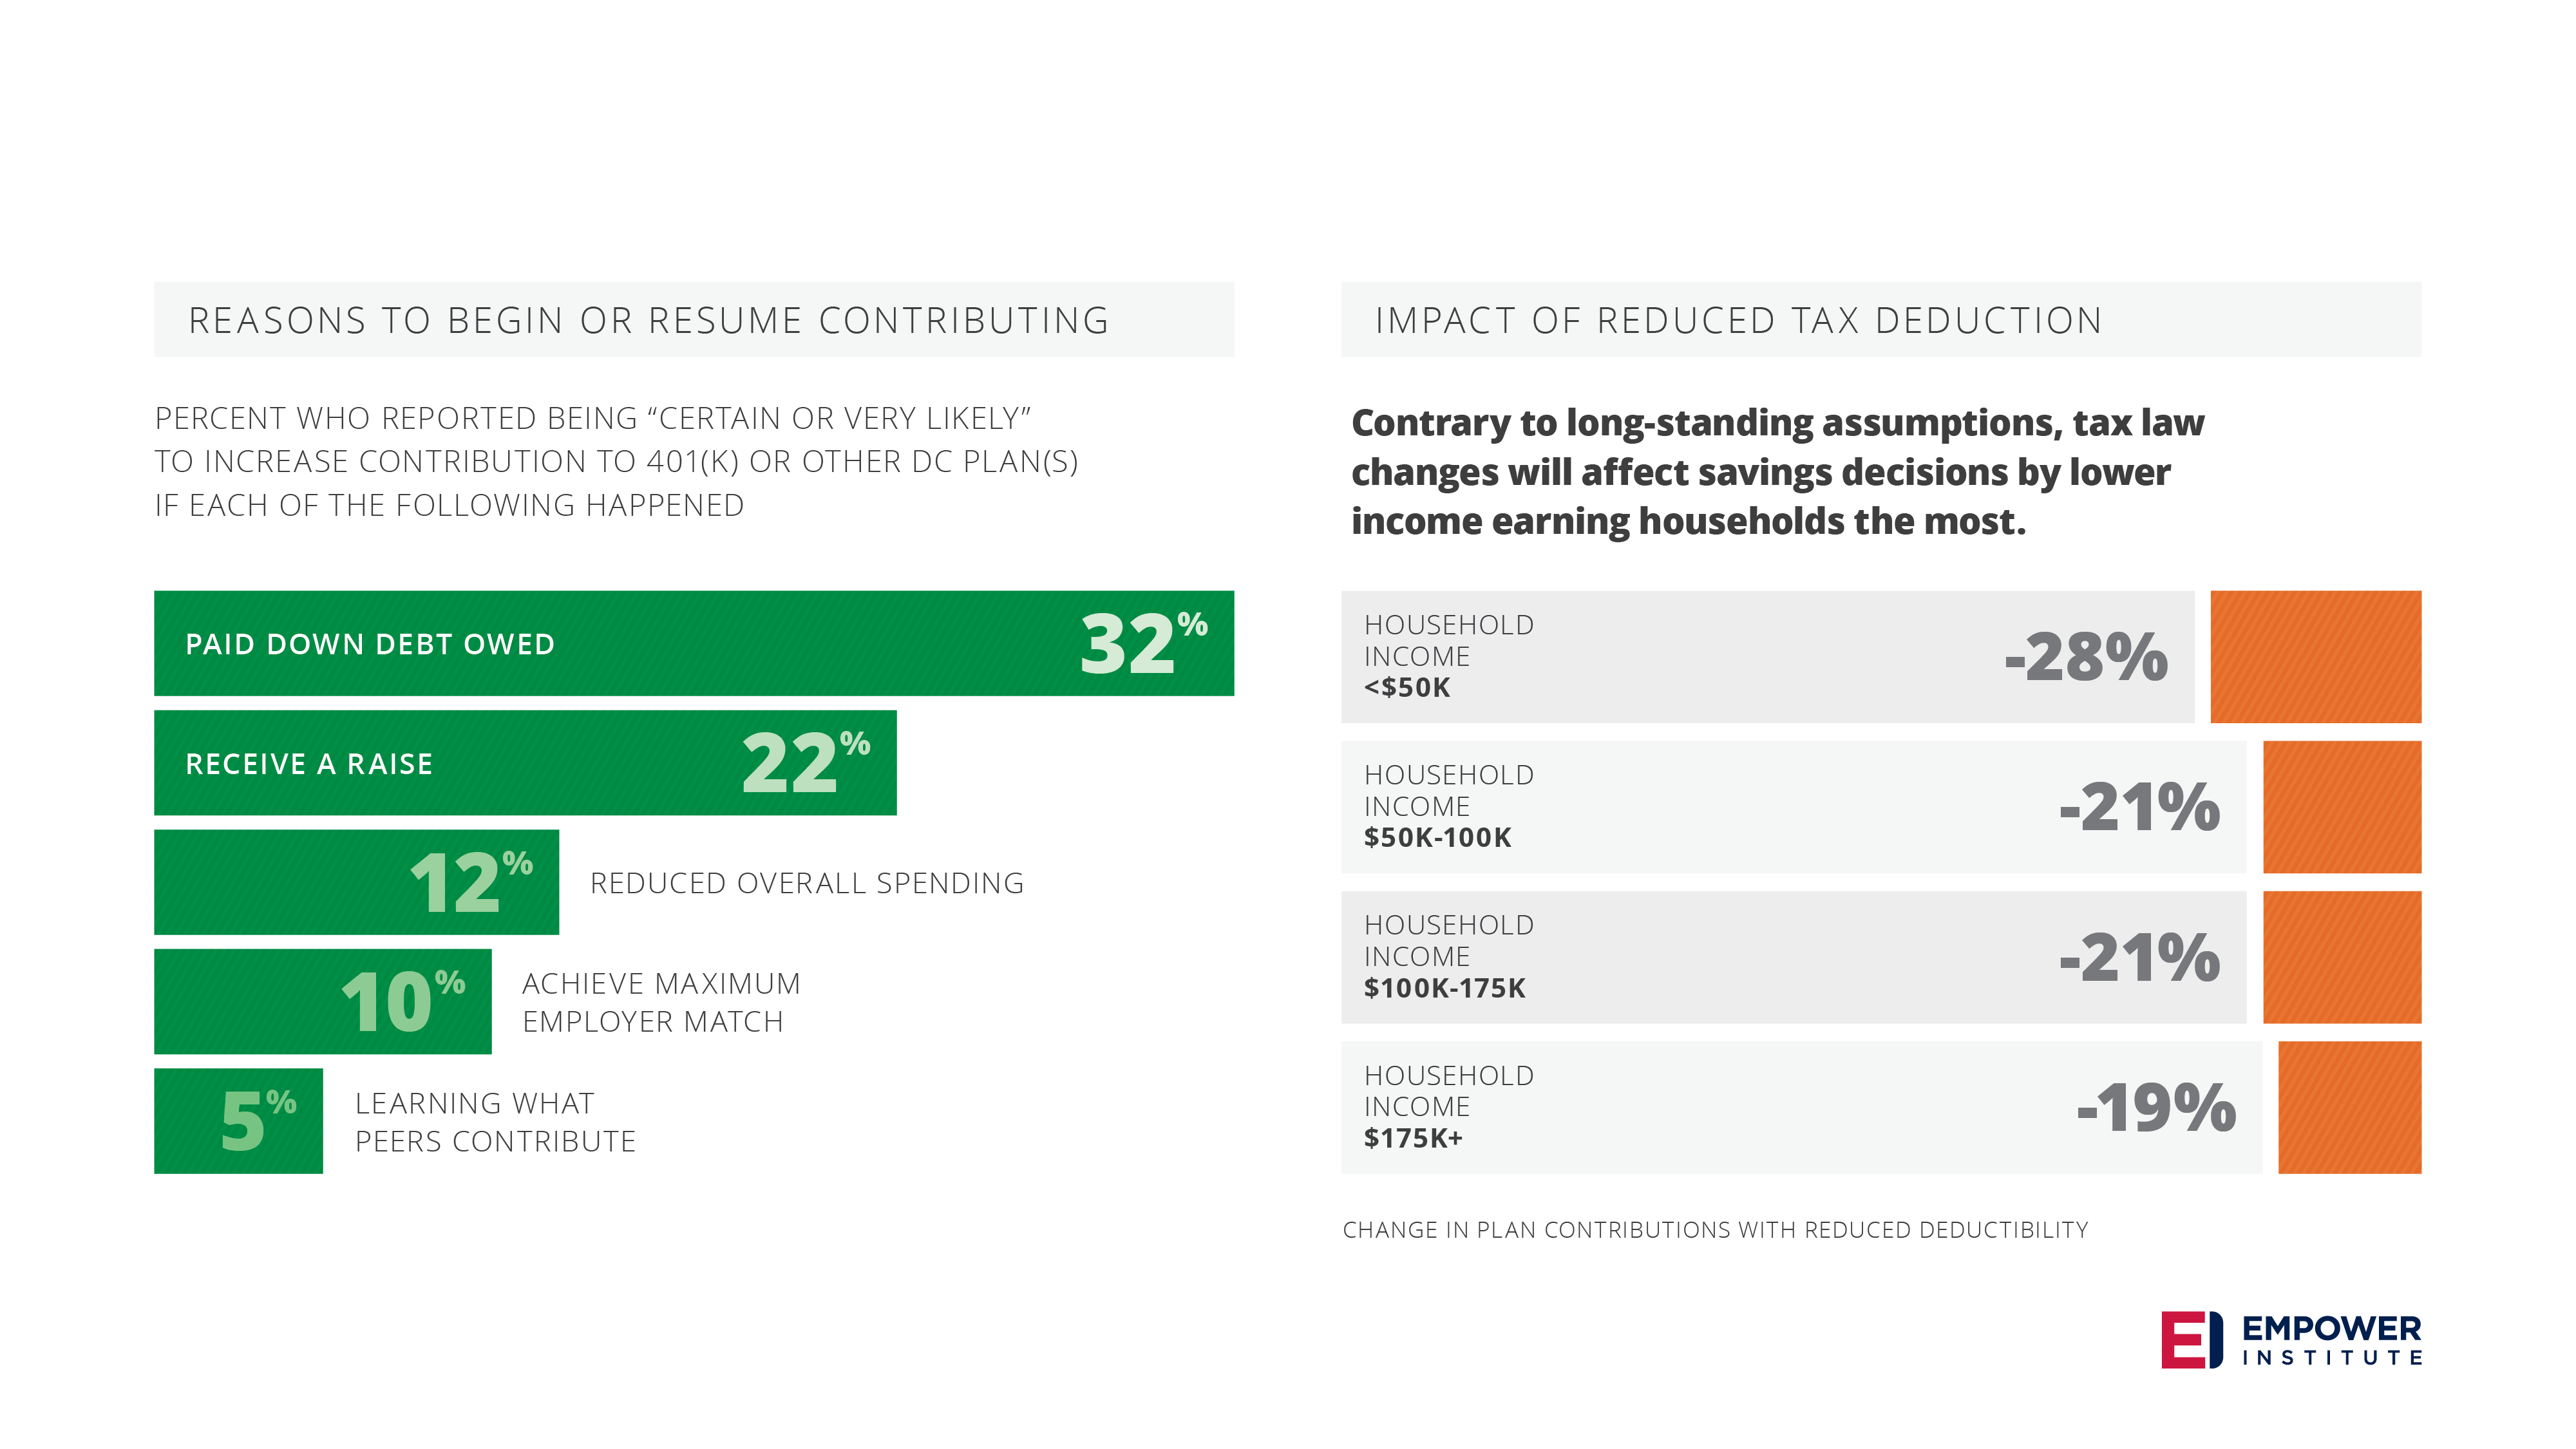 REASONS TO BEGIN OR RESUME CONTRIBUTING
PERCENT WHO REPORTED BEING “CERTAIN OR VERY LIKELY”
TO INCREASE CONTRIBUTION TO 401(K) OR OTHER DC PLAN(S)
IF EACH OF THE FOLLOWING HAPPENED
PAID DOWN DEBT OWED 32%
RECEIVE A RAISE 22%
12% REDUCED OVERALL SPENDING
10% ACHIEVE MAXIMUM
EMPLOYER MATCH
5% LEARNING WHAT
PEERS CONTRIBUTE
IMPACT OF REDUCED TAX DEDUCTION
Contrary to long-standing assumptions, tax law
changes will affect savings decisions by lower
income earning households the most.
HOUSEHOLD
INCOME
<$50K
-28%
HOUSEHOLD
INCOME
$50K-100K
-21%
HOUSEHOLD
INCOME
$100K-175K
-21%
HOUSEHOLD
INCOME
$175K+
-19%
CHANGE IN PLAN CONTRIBUTIONS WITH REDUCED DEDUCTIBILITY
EI EMPOWER
INSTITUTE